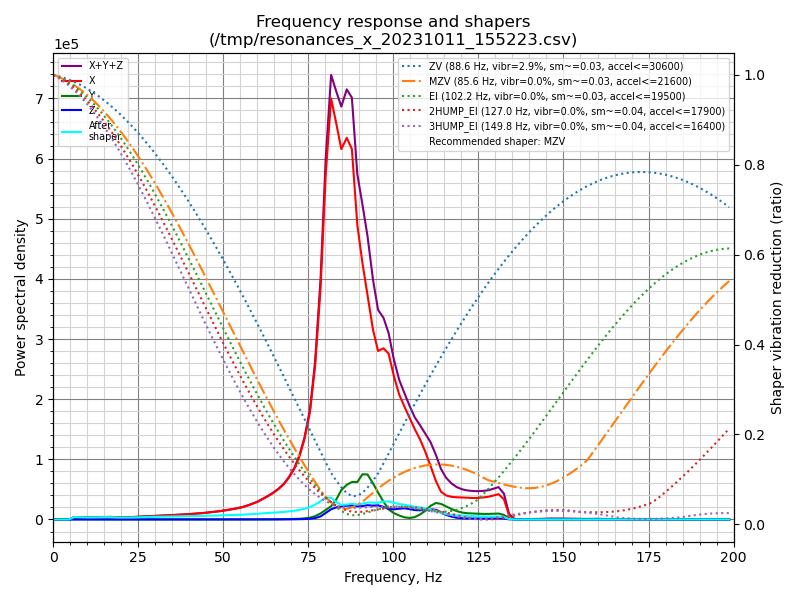 Frequency response and shapers
(/tmp/resonances_x_20231011_155223.csv)
1e5
X+Y+Z
X
Y
Z
After
shaper
ZV (88.6 Hz, vibr=2.9%, sm~=0.03, accel<=30600)
MZV (85.6 Hz, vibr=0.0%, sm~=0.03, accel<=21600)
EI (102.2 Hz, vibr=0.0%, sm~=0.03, accel<=19500)
2HUMP_EI (127.0 Hz, vibr=0.0%, sm~=0.04, accel<=17900)
3HUMP_EI (149.8 Hz, vibr=0.0%, sm~=0.04, accel<=16400)
Recommended shaper: MZV
Power spectral density
7
6
5
4
3
2
1
0
1.0
0.8
0.6
0.4
0.2
0.0
Shaper vibration reduction (ratio)
0 25 50 75 100 125 150 175 200
Frequency, Hz